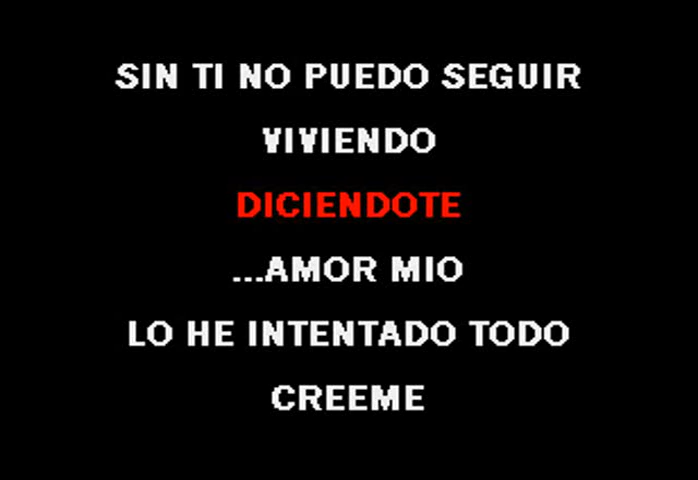 SIN TI NO PUEDO SEGUIR
VIVIENDO
DICIENDOTE
...AMOR MIO
LO HE INTENTADO TODO
CREEME